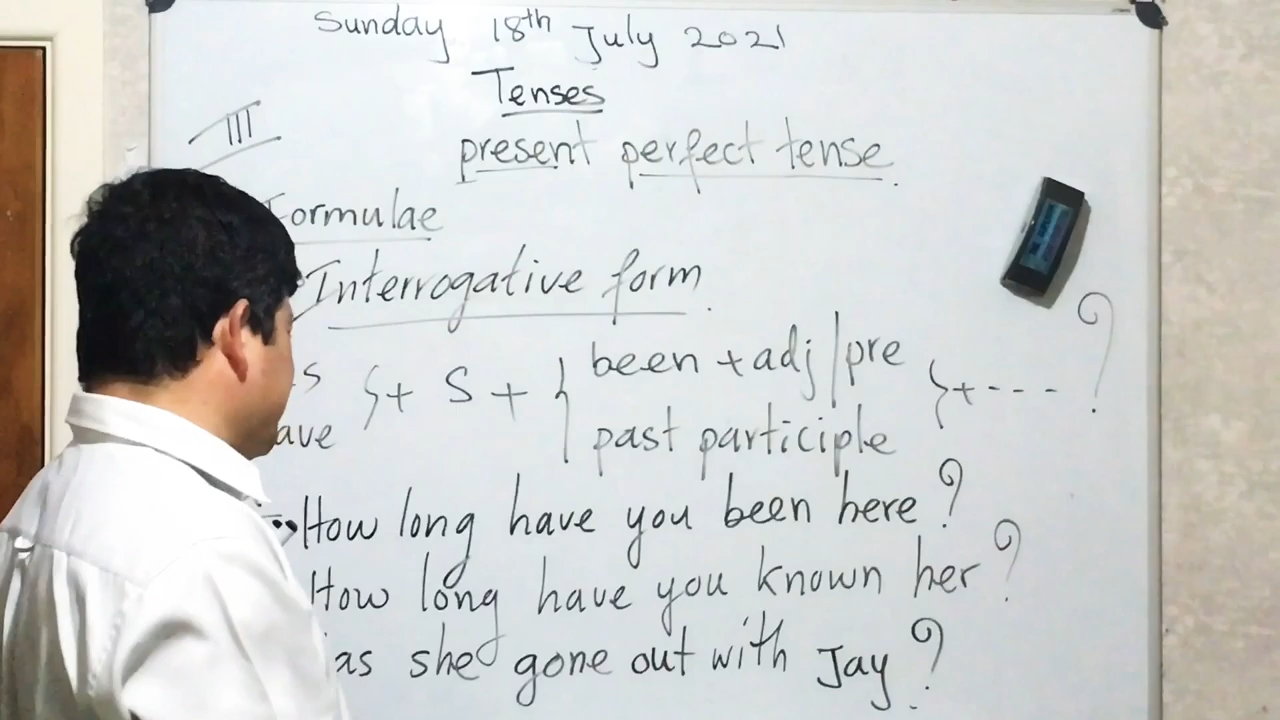 Sunday 18th July 2021
Tenses
III
present perfect tense.
Formulae
Interrogative form.
s }+ S + { been + adj/pre }+ ---- ?
ave past participle
How long have you been here?
How long have you known her?
as she gone out with Jay?